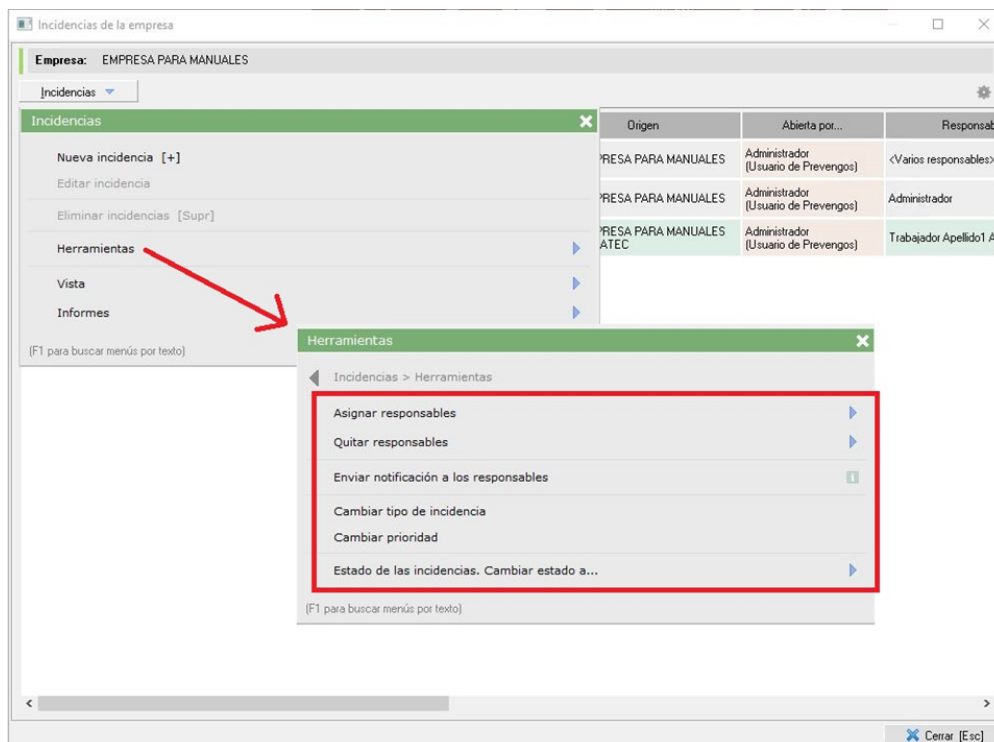 Incidencias de la empresa
Empresa: EMPRESA PARA MANUALES
Incidencias
Incidencias
Nueva incidencia [+]
Editar incidencia
Eliminar incidencias [Supr]
Herramientas
Vista
Informes
(F1 para buscar menús por texto)
Origen Abierta por...
PARA MANUALES Administrador <Varios responsables>
(Usuario de Prevengos)
PARA MANUALES Administrador Administrador
(Usuario de Prevengos)
PARA MANUALES Administrador Trabajador Apellido1
(Usuario de Prevengos)
Herramientas
Incidencias > Herramientas
Asignar responsables
Quitar responsables
Enviar notificación a los responsables
Cambiar tipo de incidencia
Cambiar prioridad
Estado de las incidencias. Cambiar estado a...
(F1 para buscar menús por texto)
Cerrar [Esc]